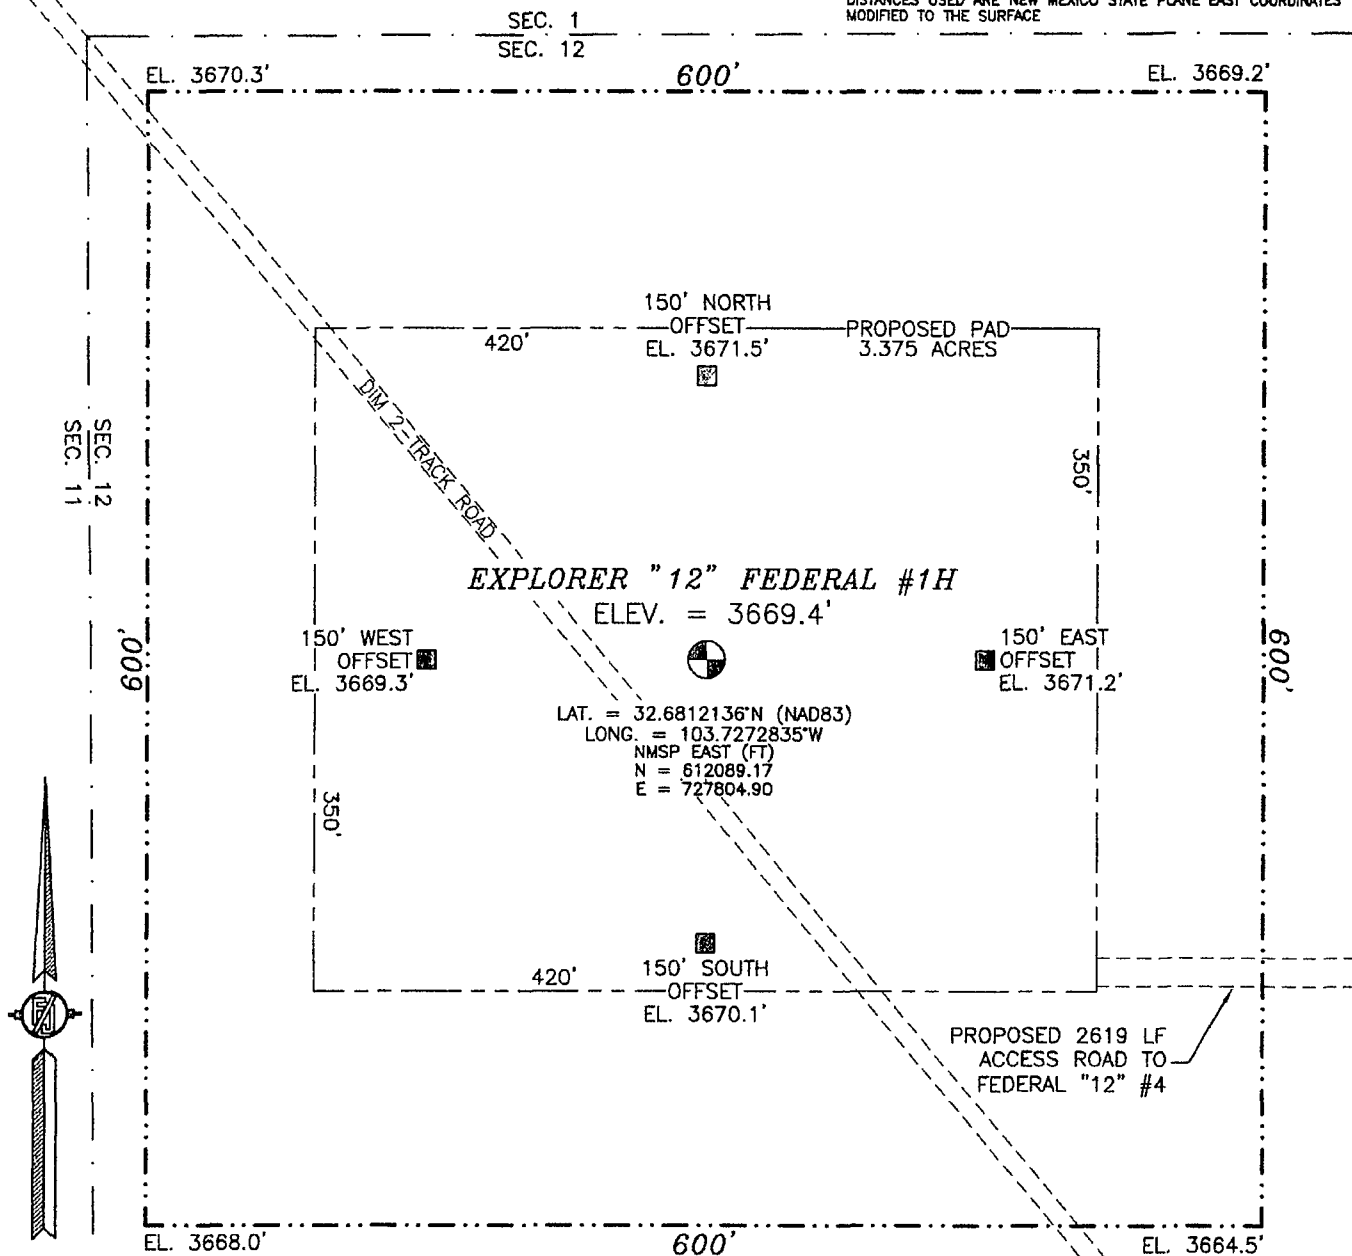 DISTANCES USED ARE NEW MEXICO STATE PLANE EAST COORDINATES
MODIFIED TO THE SURFACE
SEC. 1
SEC. 12
EL. 3670.3'
600'
EL. 3669.2'
150' NORTH
OFFSET
EL. 3671.5'
PROPOSED PAD
3.375 ACRES
420'
DIM 2-TRACK ROAD
350'
SEC. 12
SEC. 11
EXPLORER "12" FEDERAL #1H
ELEV. = 3669.4'
600'
150' WEST
OFFSET
EL. 3669.3'
150' EAST
OFFSET
EL. 3671.2'
600'
LAT. = 32.6812136°N (NAD83)
LONG. = 103.7272835°W
NMSP EAST (FT)
N = 612089.17
E = 727804.90
350'
420'
150' SOUTH
OFFSET
EL. 3670.1'
PROPOSED 2619 LF
ACCESS ROAD TO
FEDERAL "12" #4
EL. 3668.0'
600'
EL. 3664.5'